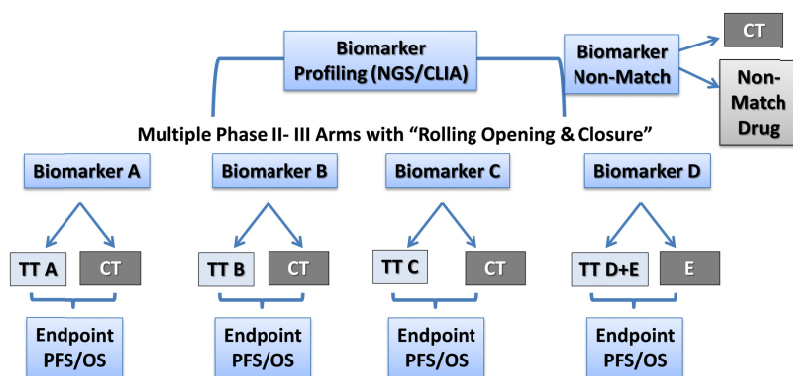 Biomarker
Profiling (NGS/CLIA)
Biomarker
Non-Match
CT
Non-
Match
Drug
Multiple Phase II- III Arms with “Rolling Opening & Closure”
Biomarker A
Biomarker B
Biomarker C
Biomarker D
TT A
CT
TT B
CT
TT C
CT
TT D+E
E
Endpoint
PFS/OS
Endpoint
PFS/OS
Endpoint
PFS/OS
Endpoint
PFS/OS